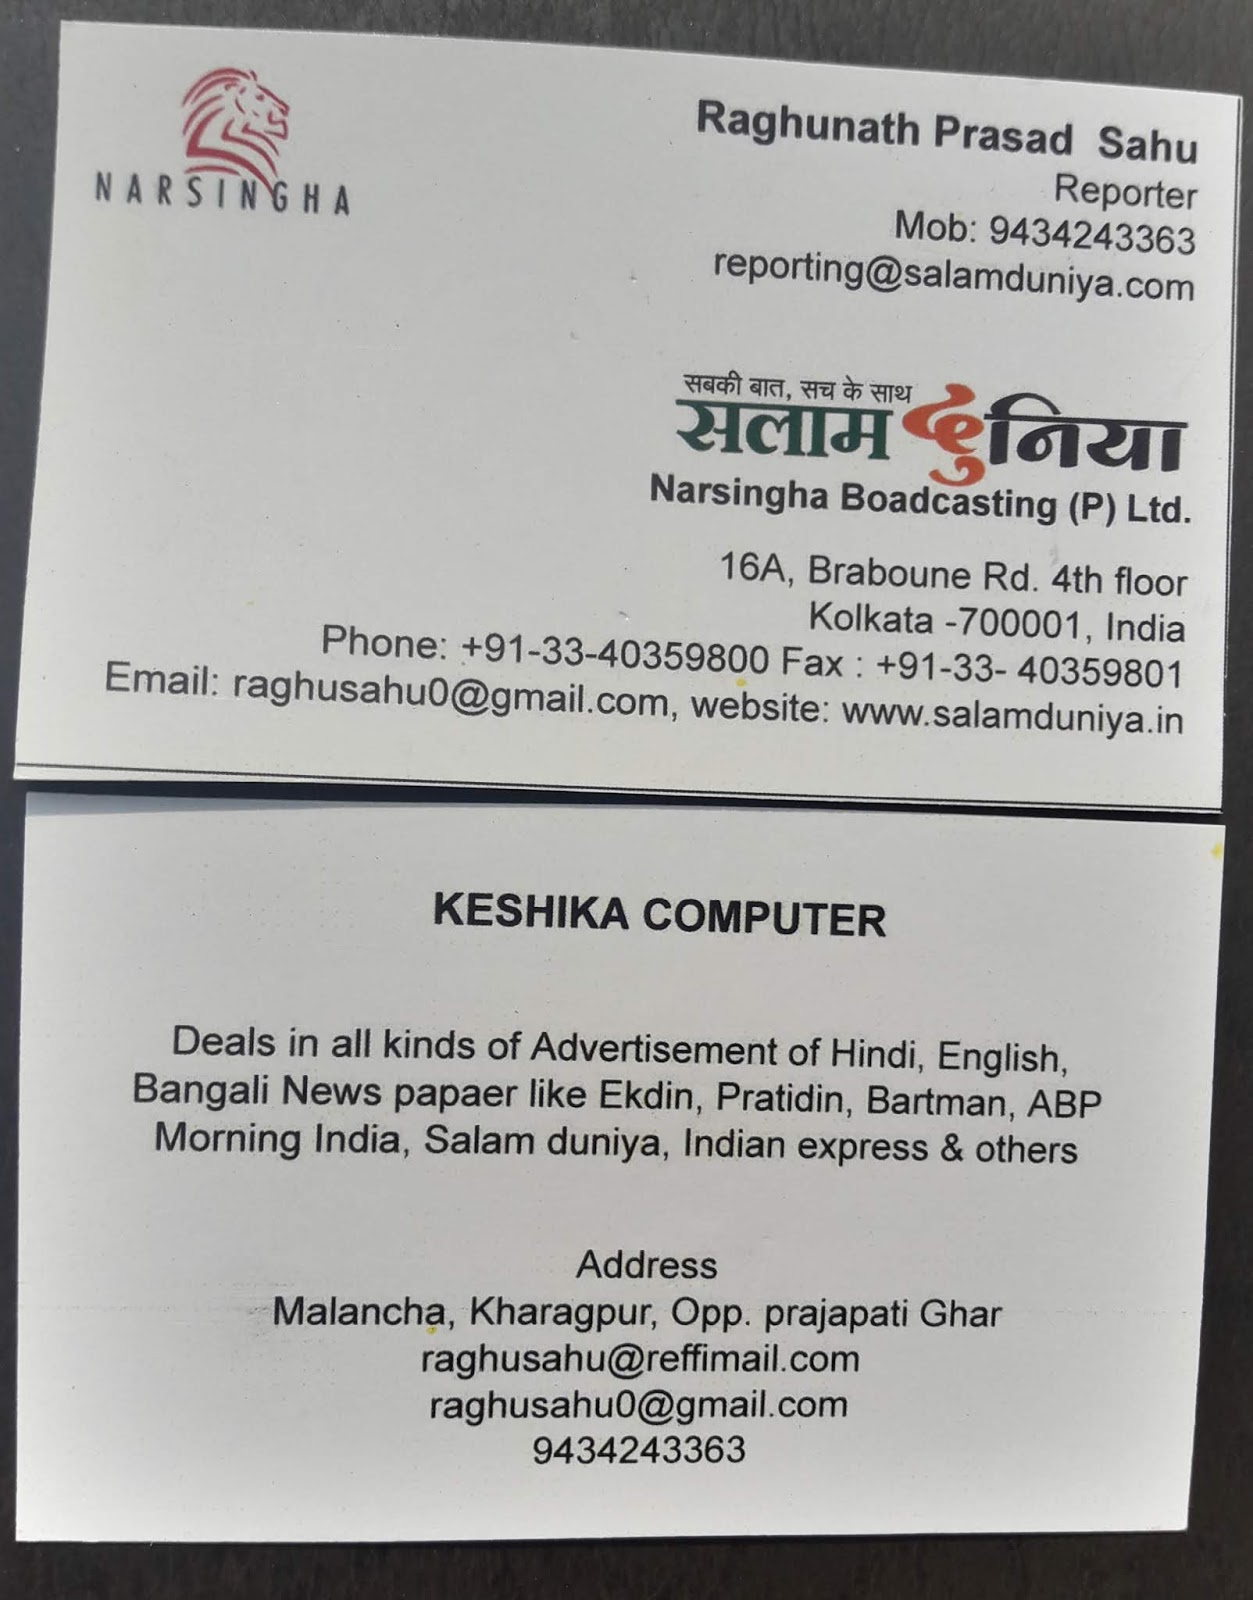 NARSINGHA
Raghunath Prasad Sahu
Reporter
Mob: 9434243363
reporting@salamduniya.com
सबकी बात, सच के साथ
सलाम दुनिया
Narsingha Boadcasting (P) Ltd.
16A, Braboune Rd. 4th floor
Kolkata -700001, India
Phone: +91-33-40359800 Fax : +91-33- 40359801
Email: raghusahu0@gmail.com, website: www.salamduniya.in
KESHIKA COMPUTER
Deals in all kinds of Advertisement of Hindi, English,
Bangali News papaer like Ekdin, Pratidin, Bartman, ABP
Morning India, Salam duniya, Indian express & others
Address
Malancha, Kharagpur, Opp. prajapati Ghar
raghusahu@reffimail.com
raghusahu0@gmail.com
9434243363